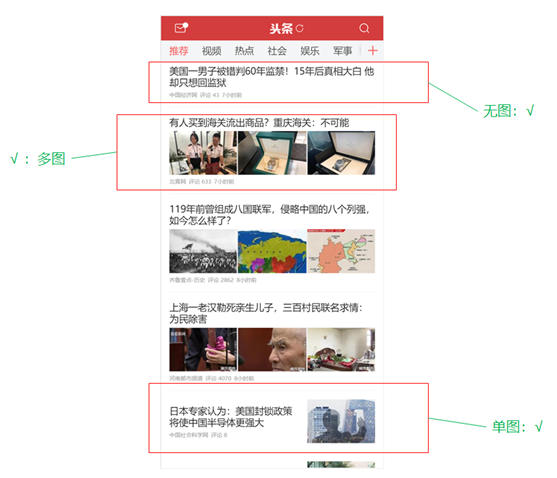 头条
推荐 视频 热点 社会 娱乐 军事 +
美国一男子被错判60年监禁！15年后真相大白 他
却只想回监狱
中国经济网 评论 43 7小时前
无图：√
有人买到海关流出商品？重庆海关：不可能
√ ：多图
北青网 评论 633 7小时前
119年前曾组成八国联军，侵略中国的八个列强，
如今怎么样了？
齐鲁壹点-历史 评论 2862 8小时前
上海一老汉勒死亲生儿子，三百村民联名求情：
为民除害
河南都市频道 评论 4070 8小时前
日本专家认为：美国封锁政策
将使中国半导体更强大
中国社会科学网 评论 8
单图：√